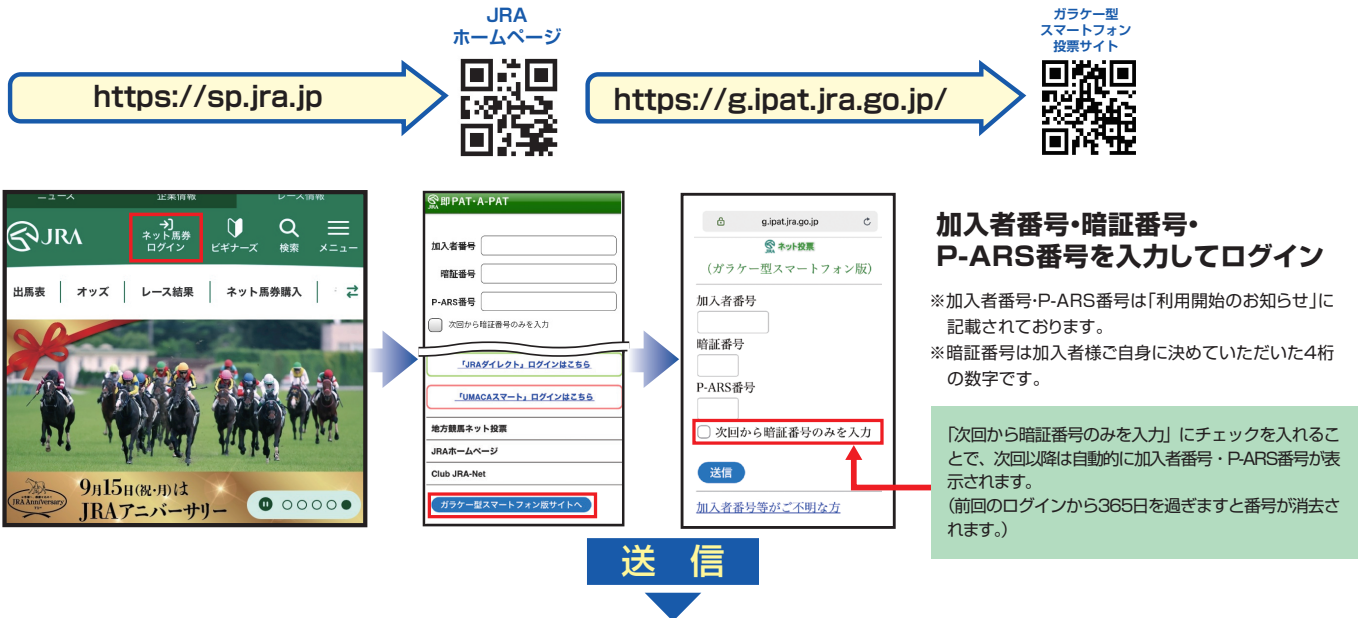 JRA
ホームページ
https://sp.jra.jp
ガラケー型
スマートフォン
投票サイト
https://g.ipat.jra.go.jp/
ニュース
企業情報
レース情報
JRA
ネット馬券
ログイン
ビギナーズ
検索
メニュー
出馬表
オッズ
レース結果
ネット馬券購入
JRA Anniversary
9月15日(祝・月)は
JRAアニバーサリー
JRA
即PAT・A-PAT
加入者番号
暗証番号
P-ARS番号
次回から暗証番号のみを入力
「JRAダイレクト」ログインはこちら
「UMACAスマート」ログインはこちら
地方競馬ネット投票
JRAホームページ
Club JRA-Net
ガラケー型スマートフォン版サイトへ
g.ipat.jra.go.jp
ネット投票
(ガラケー型スマートフォン版)
加入者番号
暗証番号
P-ARS番号
次回から暗証番号のみを入力
送信
加入者番号等がご不明な方
加入者番号・暗証番号・
P-ARS番号を入力してログイン
※加入者番号・P-ARS番号は「利用開始のお知らせ」に
記載されております。
※暗証番号は加入者様ご自身に決めていただいた4桁
の数字です。
「次回から暗証番号のみを入力」にチェックを入れるこ
とで、次回以降は自動的に加入者番号・P-ARS番号が表
示されます。
(前回のログインから365日を過ぎますと番号が消去さ
れます。)
送 信